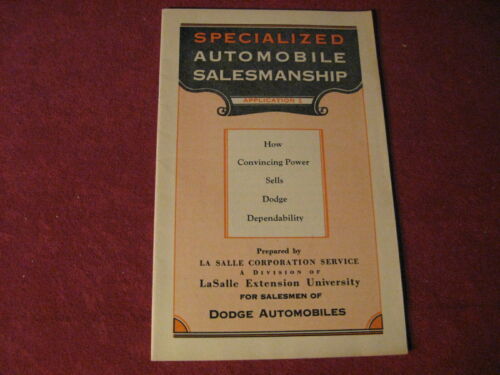 SPECIALIZED
AUTOMOBILE
SALESMANSHIP
APPLICATION 1
How
Convincing Power
Sells
Dodge
Dependability
Prepared by
LA SALLE CORPORATION SERVICE
A DIVISION OF
LaSalle Extension University
FOR SALESMEN OF
DODGE AUTOMOBILES